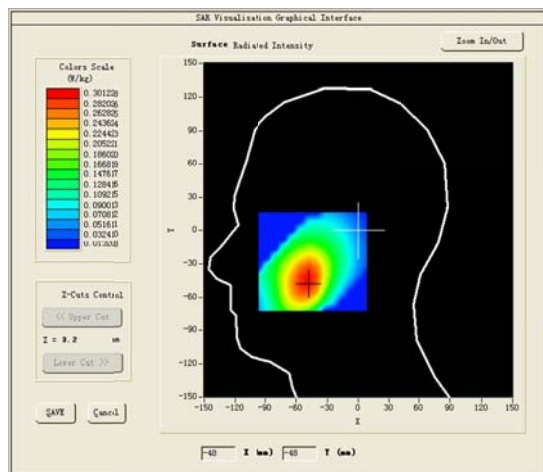 SAR Visualisation Graphical Interface
Surface Radiated Intensity
Zoom In/Out
Colors Scale
(W/kg)
0.301228
0.282026
0.262825
0.243624
0.224423
0.205221
0.186020
0.166819
0.147617
0.128416
0.109215
0.090013
0.070812
0.051611
0.032410
150
120
90
60
30
0
-30
-60
-90
-120
-150
Y
-150 -120 -90 -60 -30 0 30 60 90 120 150
X
Z-Cuts Control
<< Upper Cut
Z = 3.2 mm
Lower Cut >>
SAVE Cancel
-48 X (mm) -48 Y (mm)